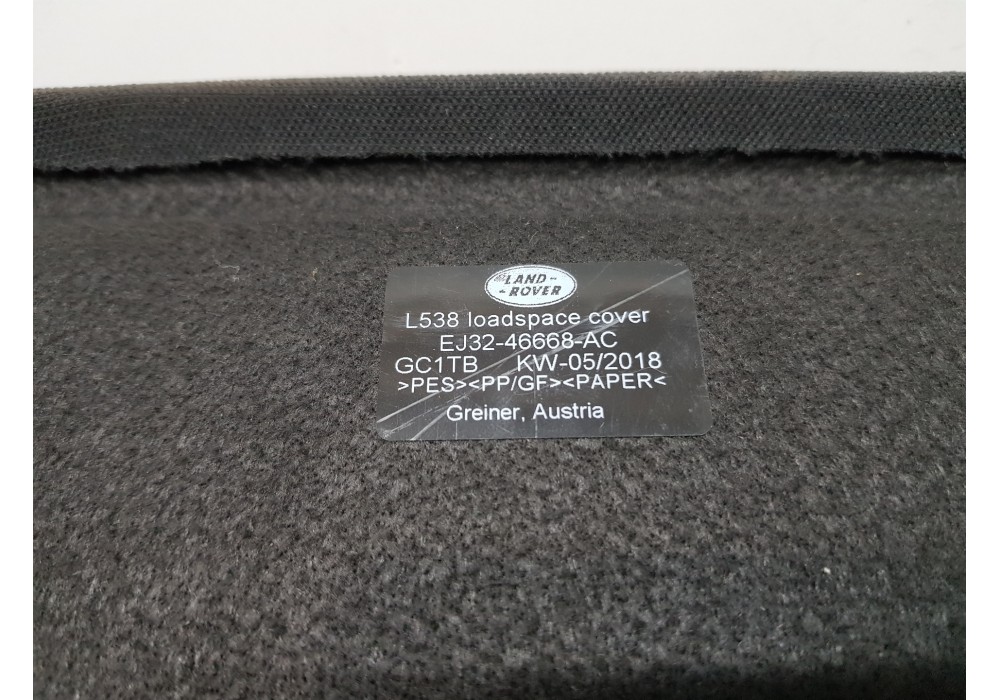 LAND-
-ROVER
L538 loadspace cover
EJ32-46668-AC
GC1TB KW-05/2018
>PES><PP/GF><PAPER<
Greiner, Austria